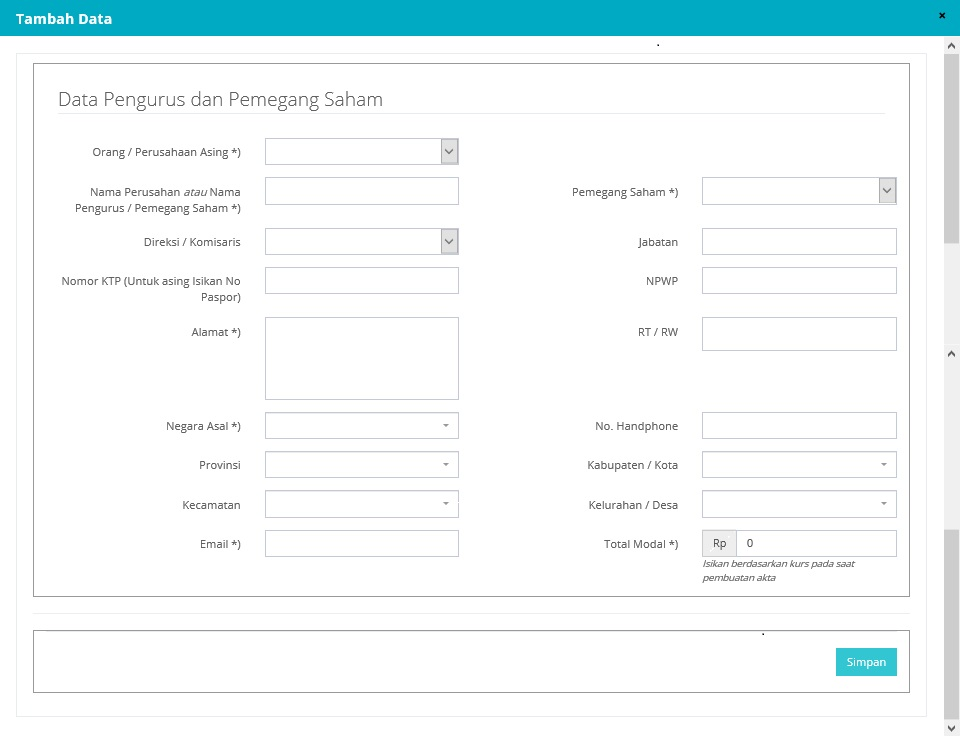 Tambah Data
Data Pengurus dan Pemegang Saham
Orang / Perusahaan Asing *)
Nama Perusahan atau Nama
Pengurus / Pemegang Saham *)
Pemegang Saham *)
Direksi / Komisaris
Jabatan
Nomor KTP (Untuk asing Isikan No
Paspor)
NPWP
Alamat *)
RT / RW
Negara Asal *)
No. Handphone
Provinsi
Kabupaten / Kota
Kecamatan
Kelurahan / Desa
Email *)
Total Modal *)
Rp 0
Isikan berdasarkan kurs pada saat
pembuatan akta
Simpan